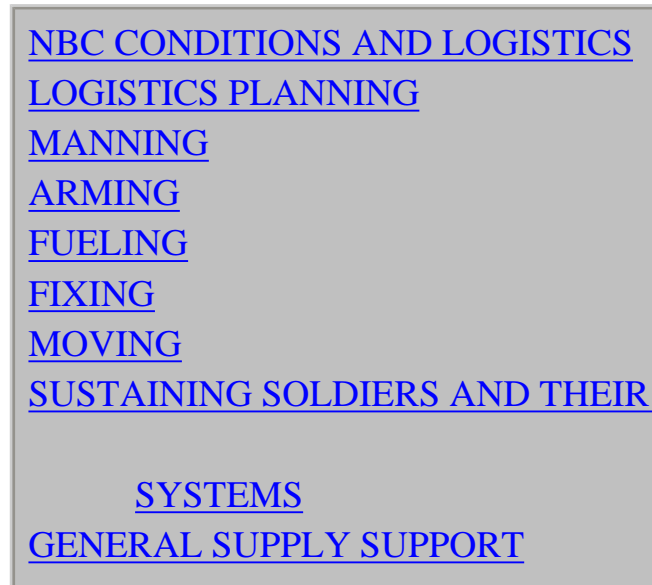 NBC CONDITIONS AND LOGISTICS
LOGISTICS PLANNING
MANNING
ARMING
FUELING
FIXING
MOVING
SUSTAINING SOLDIERS AND THEIR
SYSTEMS
GENERAL SUPPLY SUPPORT